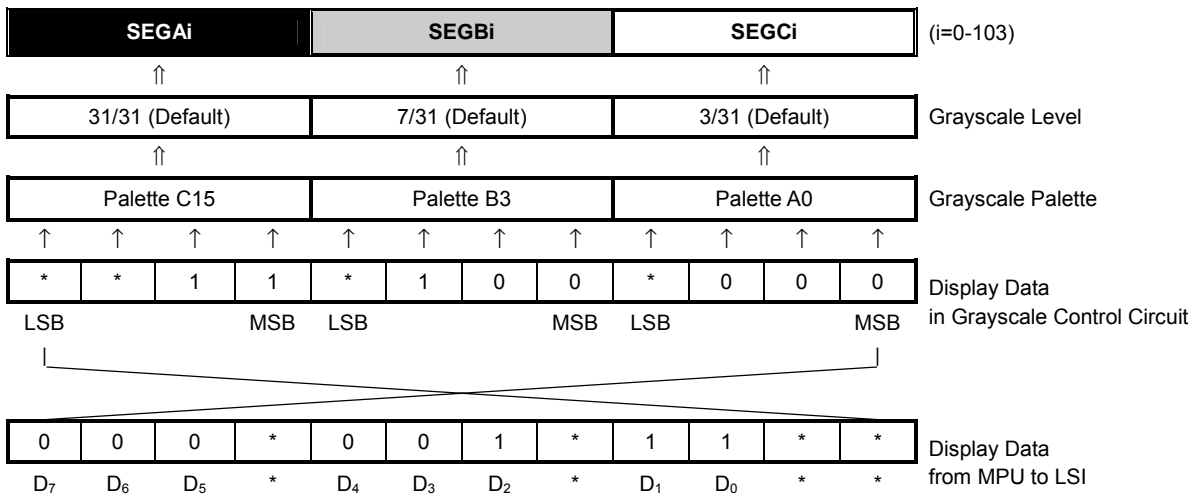 SEGAi SEGBi SEGCi (i=0-103)
⇑ ⇑ ⇑
31/31 (Default) 7/31 (Default) 3/31 (Default) Grayscale Level
⇑ ⇑ ⇑
Palette C15 Palette B3 Palette A0 Grayscale Palette
↑ ↑ ↑ ↑ ↑ ↑ ↑ ↑ ↑ ↑ ↑ ↑
* * 1 1 * 1 0 0 * 0 0 0 Display Data
in Grayscale Control Circuit
LSB MSB LSB MSB LSB MSB
0 0 0 * 0 0 1 * 1 1 * * Display Data
from MPU to LSI
D7 D6 D5 * D4 D3 D2 * D1 D0 * *